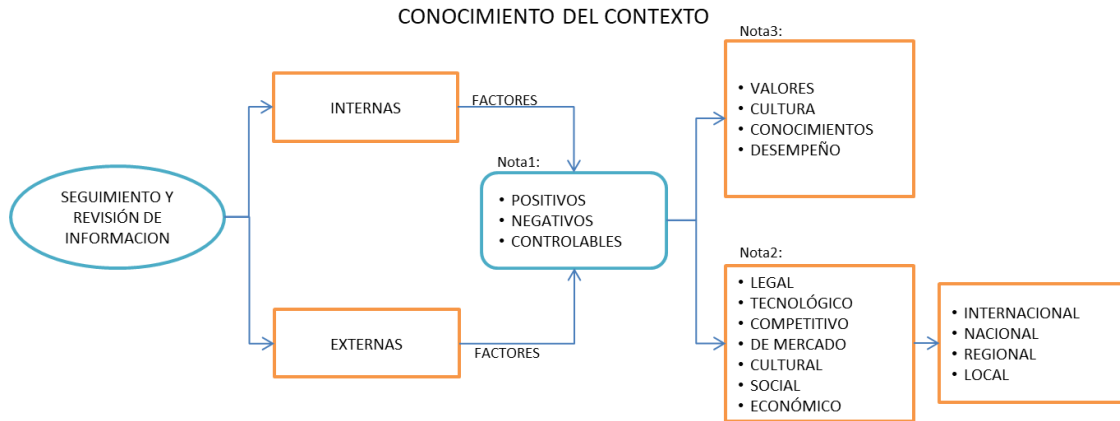 CONOCIMIENTO DEL CONTEXTO
SEGUIMIENTO Y
REVISIÓN DE
INFORMACION
INTERNAS
FACTORES
EXTERNAS
FACTORES
Nota1:
• POSITIVOS
• NEGATIVOS
• CONTROLABLES
Nota3:
• VALORES
• CULTURA
• CONOCIMIENTOS
• DESEMPEÑO
Nota2:
• LEGAL
• TECNOLÓGICO
• COMPETITIVO
• DE MERCADO
• CULTURAL
• SOCIAL
• ECONÓMICO
• INTERNACIONAL
• NACIONAL
• REGIONAL
• LOCAL